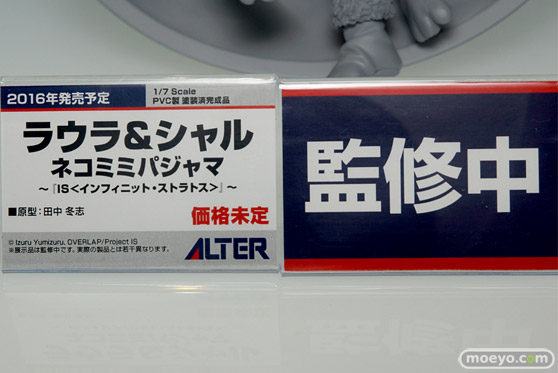 2016年発売予定
1/7 Scale
PVC製 塗装済完成品
ラウラ&シャル
ネコミミパジャマ
～『IS<インフィニット・ストラトス>』～
■原型:田中 冬志
価格未定
© Izuru Yumizuru, OVERLAP/Project IS
※展示品は監修中です。実際の製品とは若干異なります。
ALTER
監修中
moeyo.com